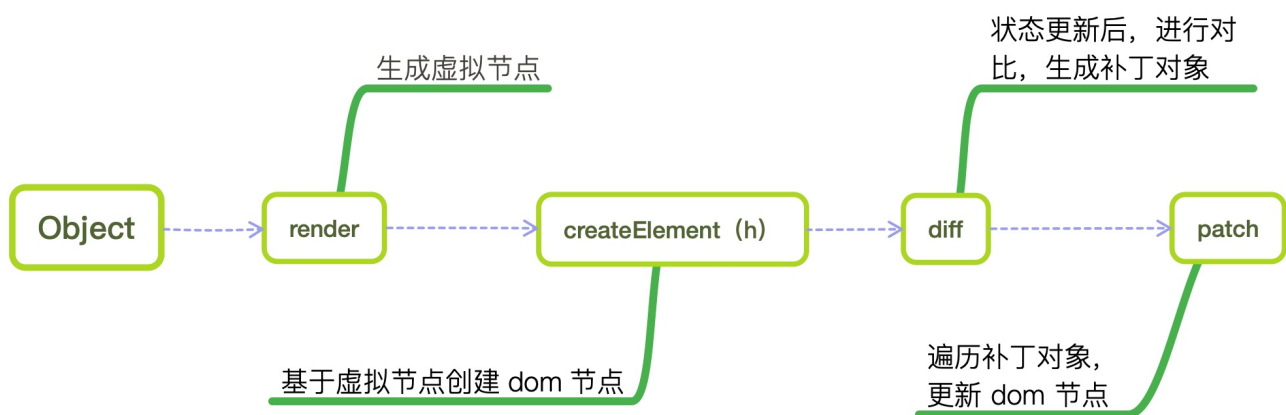 状态更新后，进行对
比，生成补丁对象
生成虚拟节点
Object
render
createElement（h）
diff
patch
基于虚拟节点创建 dom 节点
遍历补丁对象，
更新 dom 节点